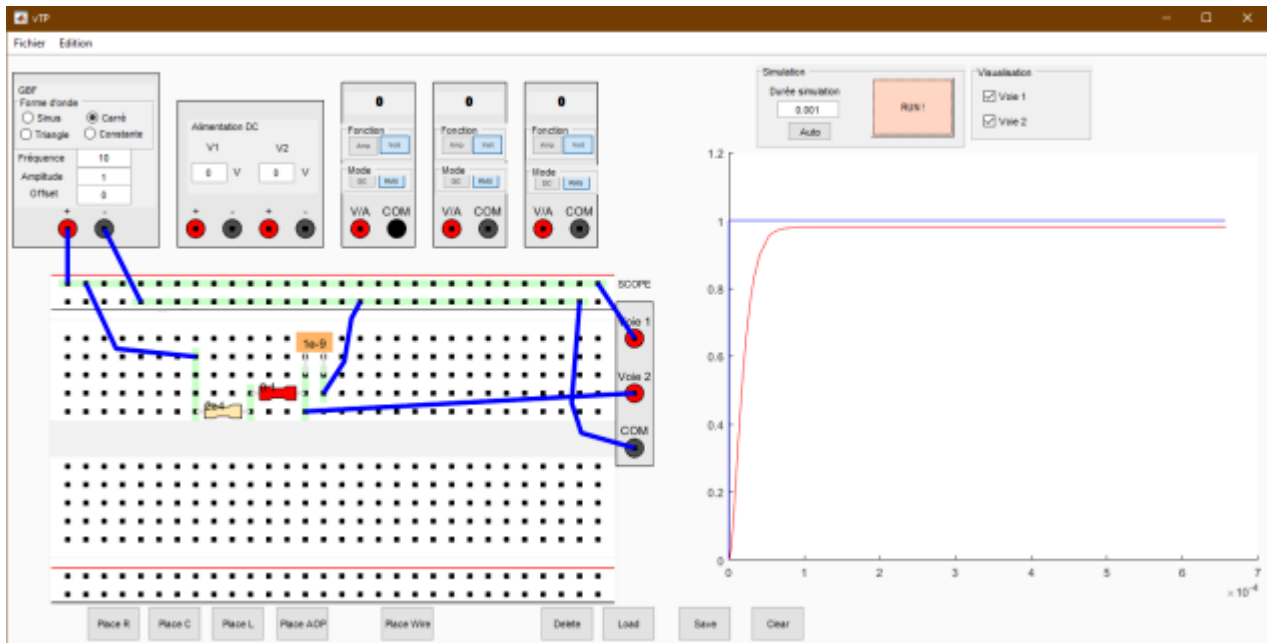 vTP
Fichier Edition
GBF
Forme d'onde
Sinus Carré
Triangle Constante
Fréquence 10
Amplitude 1
Offset 0
+ -
Alimentation DC
V1 V2
0 V 0 V
+ - + -
0
Fonction
Amp Volt
Mode
DC RMS
V/A COM
0
Fonction
Amp Volt
Mode
DC RMS
V/A COM
0
Fonction
Amp Volt
Mode
DC RMS
V/A COM
Simulation
Durée simulation
0.001
Auto
RUN !
Visualisation
Voie 1
Voie 2
SCOPE
Voie 1
Voie 2
COM
1e-9
2e4
1.2
1
0.8
0.6
0.4
0.2
0
0 1 2 3 4 5 6 7
× 10⁻⁴
Place R Place C Place L Place AOP Place Wire Delete Load Save Clear